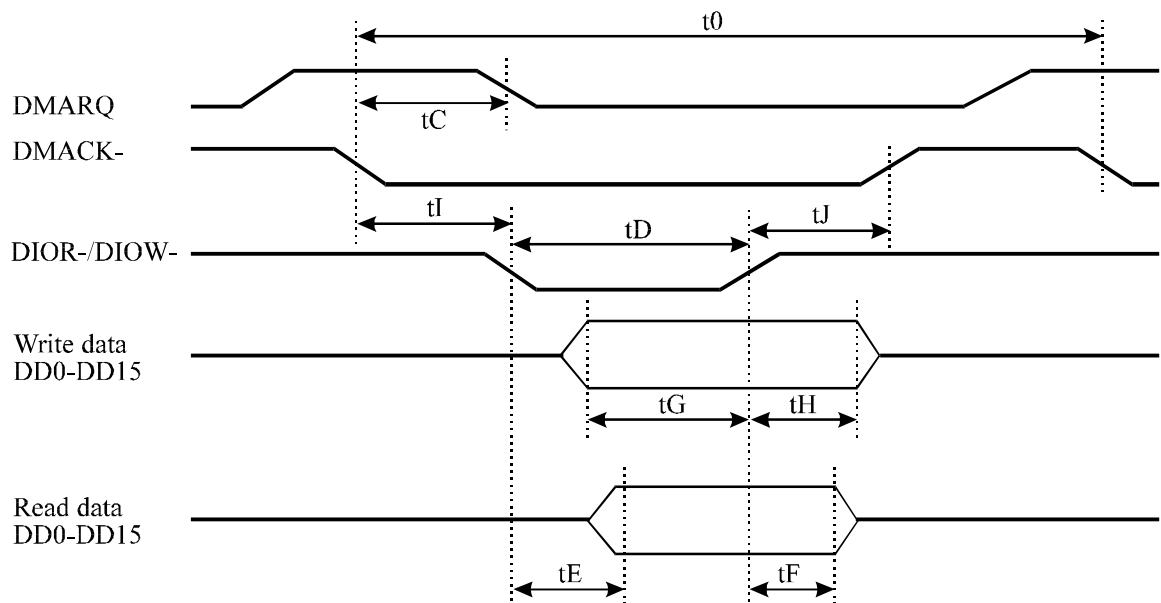 t0
DMARQ
tC
DMACK-
tI
tD
tJ
DIOR-/DIOW-
Write data
DD0-DD15
tG
tH
Read data
DD0-DD15
tE
tF